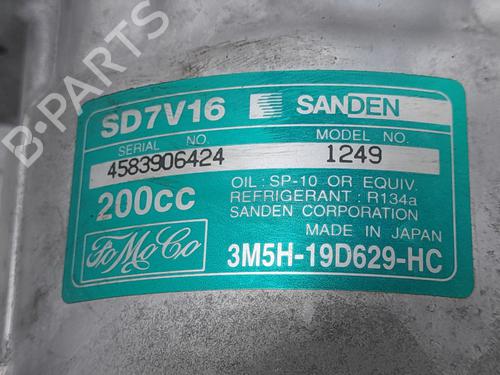 SD7V16 SANDEN
SERIAL NO. MODEL NO.
4583906424 1249
200cc
OIL : SP-10 OR EQUIV.
REFRIGERANT : R134a
SANDEN CORPORATION
MADE IN JAPAN
FoMoCo 3M5H-19D629-HC
B-PARTS